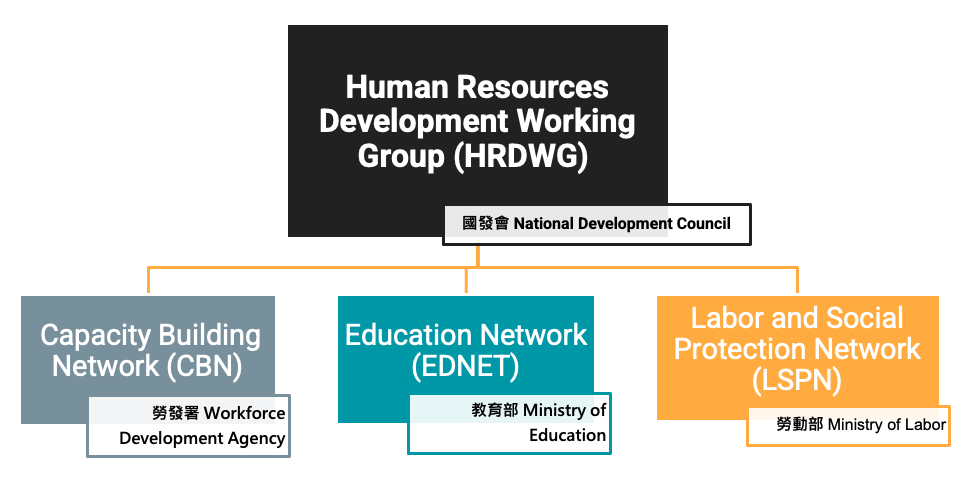 Human Resources
Development Working
Group (HRDWG)
國發會 National Development Council
Capacity Building
Network (CBN)
勞發署 Workforce
Development Agency
Education Network
(EDNET)
教育部 Ministry of
Education
Labor and Social
Protection Network
(LSPN)
勞動部 Ministry of Labor